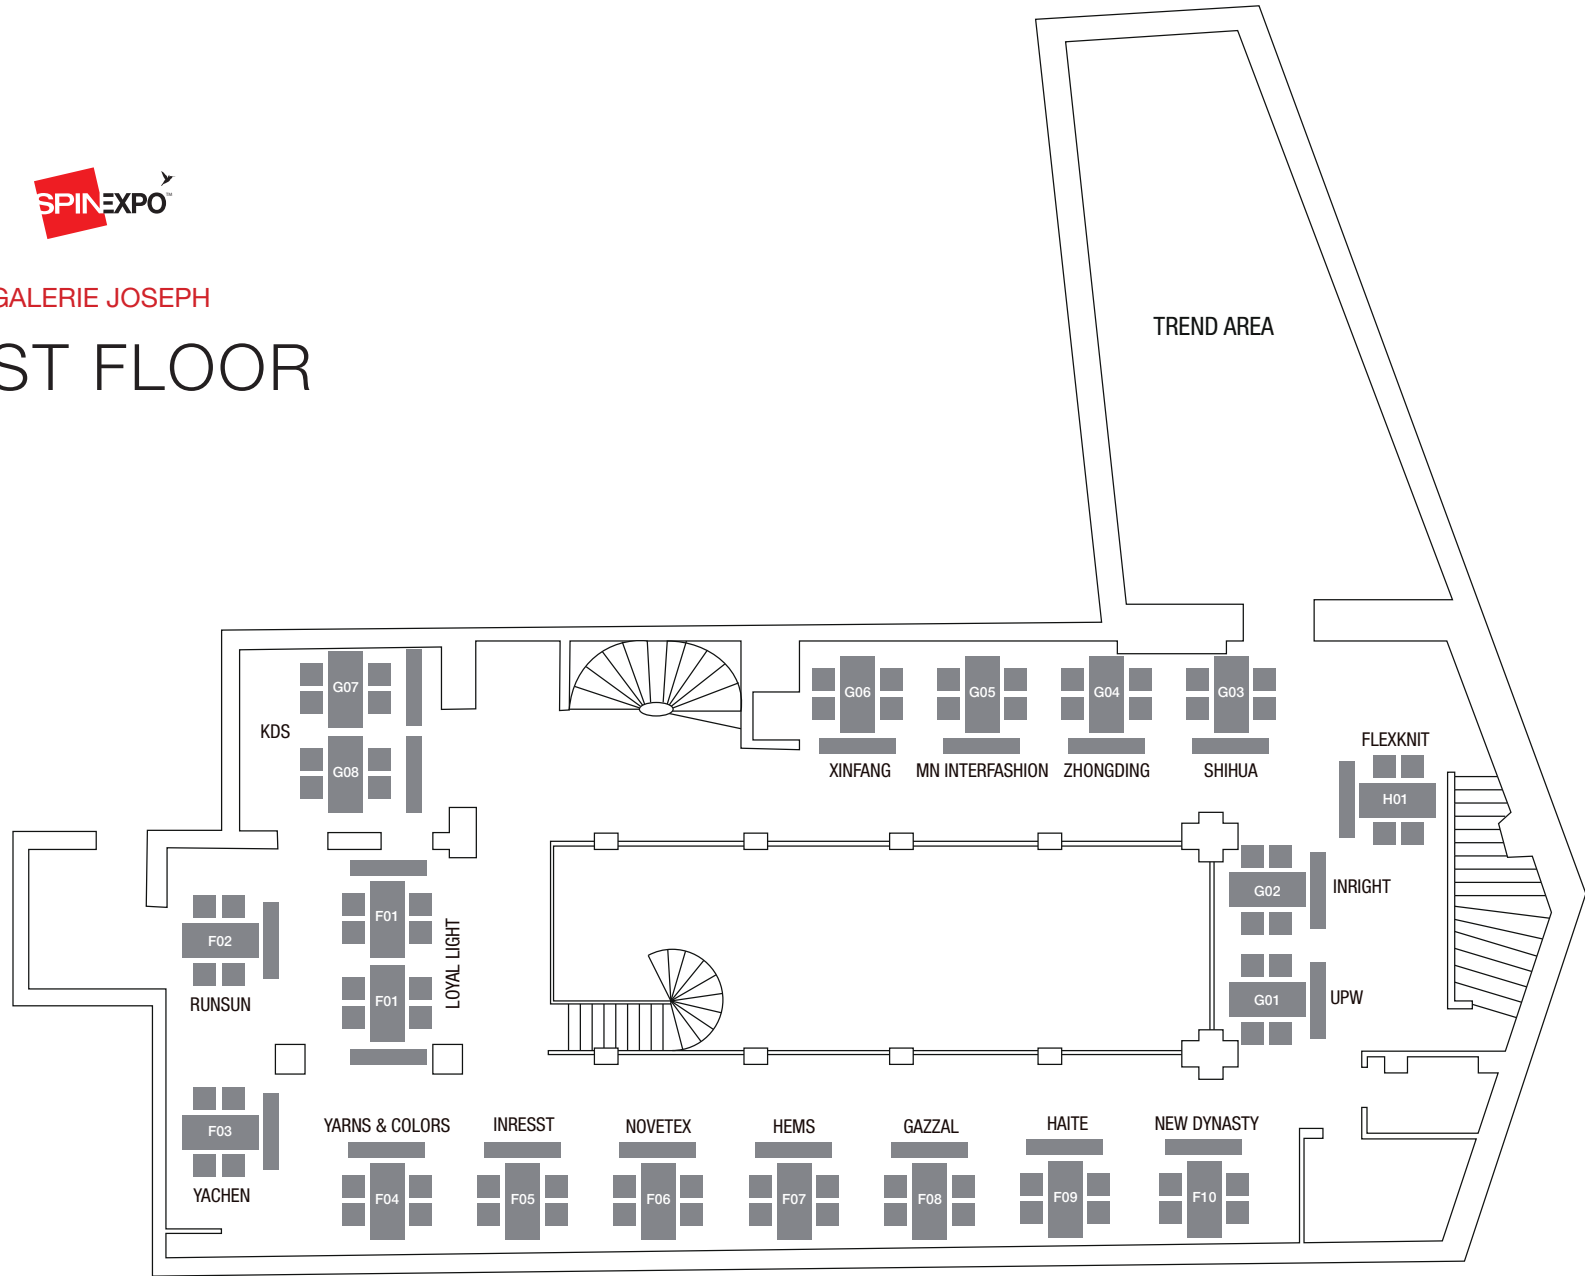 SPINEXPO™
GALERIE JOSEPH
ST FLOOR
TREND AREA
G07
KDS
G08
G06
G05
G04
G03
XINFANG
MN INTERFASHION
ZHONGDING
SHIHUA
FLEXKNIT
H01
G02
INRIGHT
G01
UPW
F01
F01
LOYAL LIGHT
F02
RUNSUN
F03
YACHEN
YARNS & COLORS
INRESST
NOVETEX
HEMS
GAZZAL
HAITE
NEW DYNASTY
F04
F05
F06
F07
F08
F09
F10